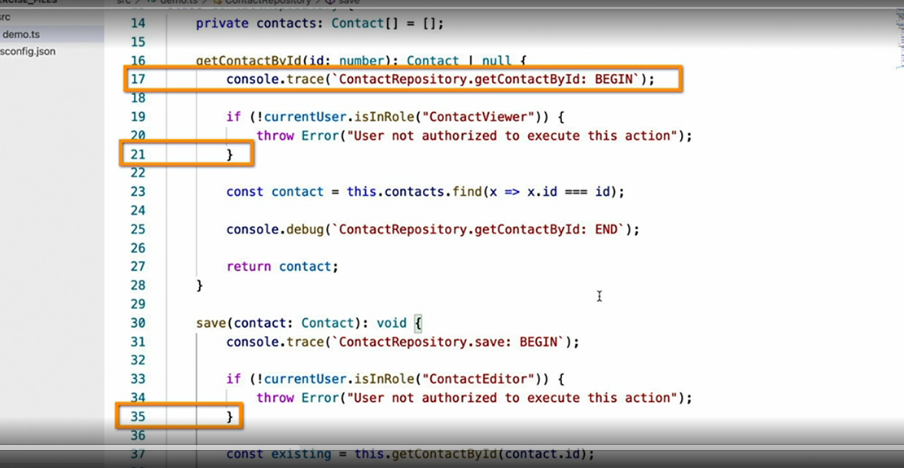 demo.ts
sconfig.json
14 private contacts: Contact[] = [];
15
16 getContactById(id: number): Contact | null {
17 console.trace(`ContactRepository.getContactById: BEGIN`);
18
19 if (!currentUser.isInRole("ContactViewer")) {
20 throw Error("User not authorized to execute this action");
21 }
22
23 const contact = this.contacts.find(x => x.id === id);
24
25 console.debug(`ContactRepository.getContactById: END`);
26
27 return contact;
28 }
29
30 save(contact: Contact): void {
31 console.trace(`ContactRepository.save: BEGIN`);
32
33 if (!currentUser.isInRole("ContactEditor")) {
34 throw Error("User not authorized to execute this action");
35 }
36
37 const existing = this.getContactById(contact.id);